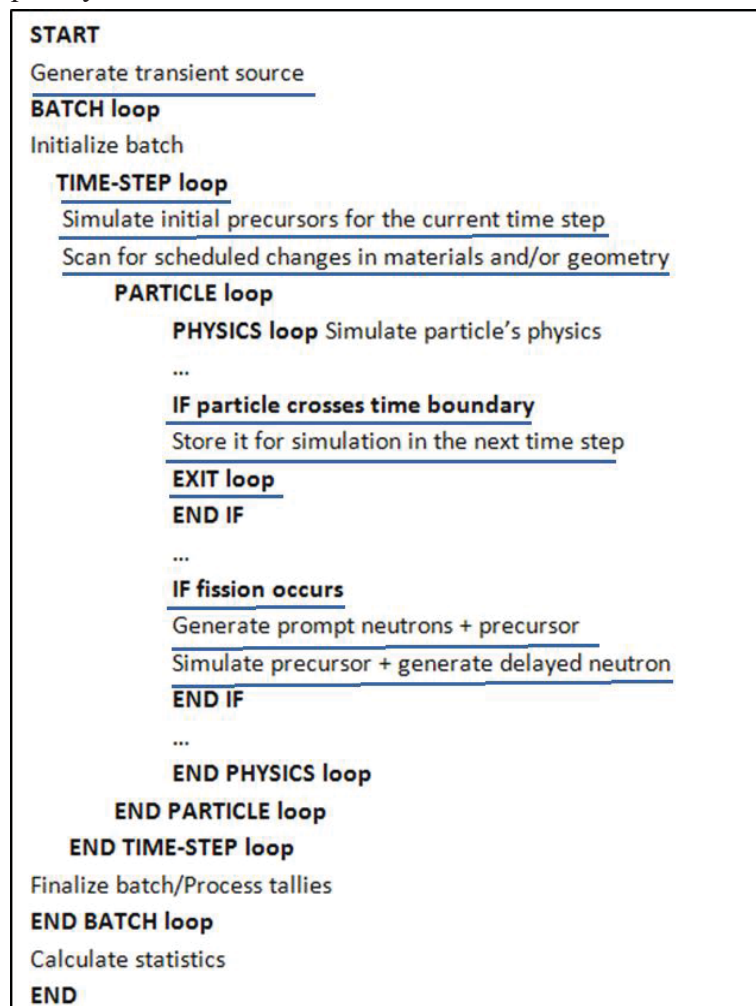 START
Generate transient source
BATCH loop
Initialize batch
TIME-STEP loop
Simulate initial precursors for the current time step
Scan for scheduled changes in materials and/or geometry
PARTICLE loop
PHYSICS loop Simulate particle’s physics
...
IF particle crosses time boundary
Store it for simulation in the next time step
EXIT loop
END IF
...
IF fission occurs
Generate prompt neutrons + precursor
Simulate precursor + generate delayed neutron
END IF
...
END PHYSICS loop
END PARTICLE loop
END TIME-STEP loop
Finalize batch/Process tallies
END BATCH loop
Calculate statistics
END